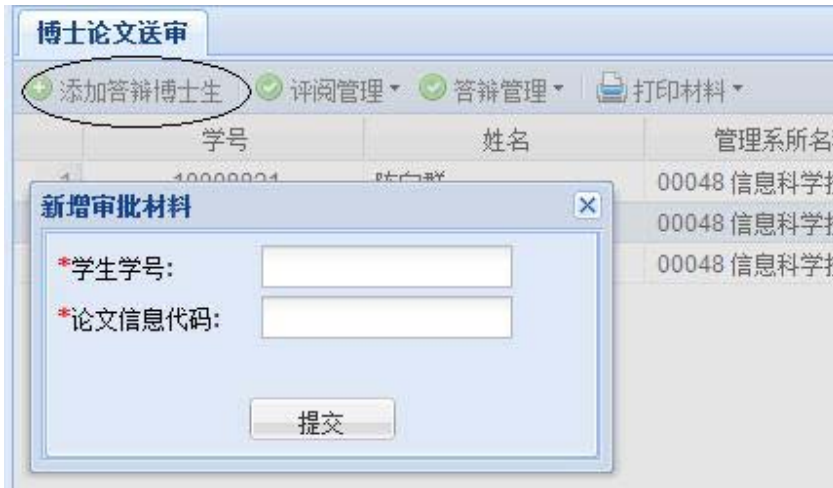 博士论文送审
添加答辩博士生 评阅管理 答辩管理 打印材料
学号 姓名 管理系所名
00048 信息科学技
新增审批材料
00048 信息科学技
*学生学号:
00048 信息科学技
*论文信息代码:
提交